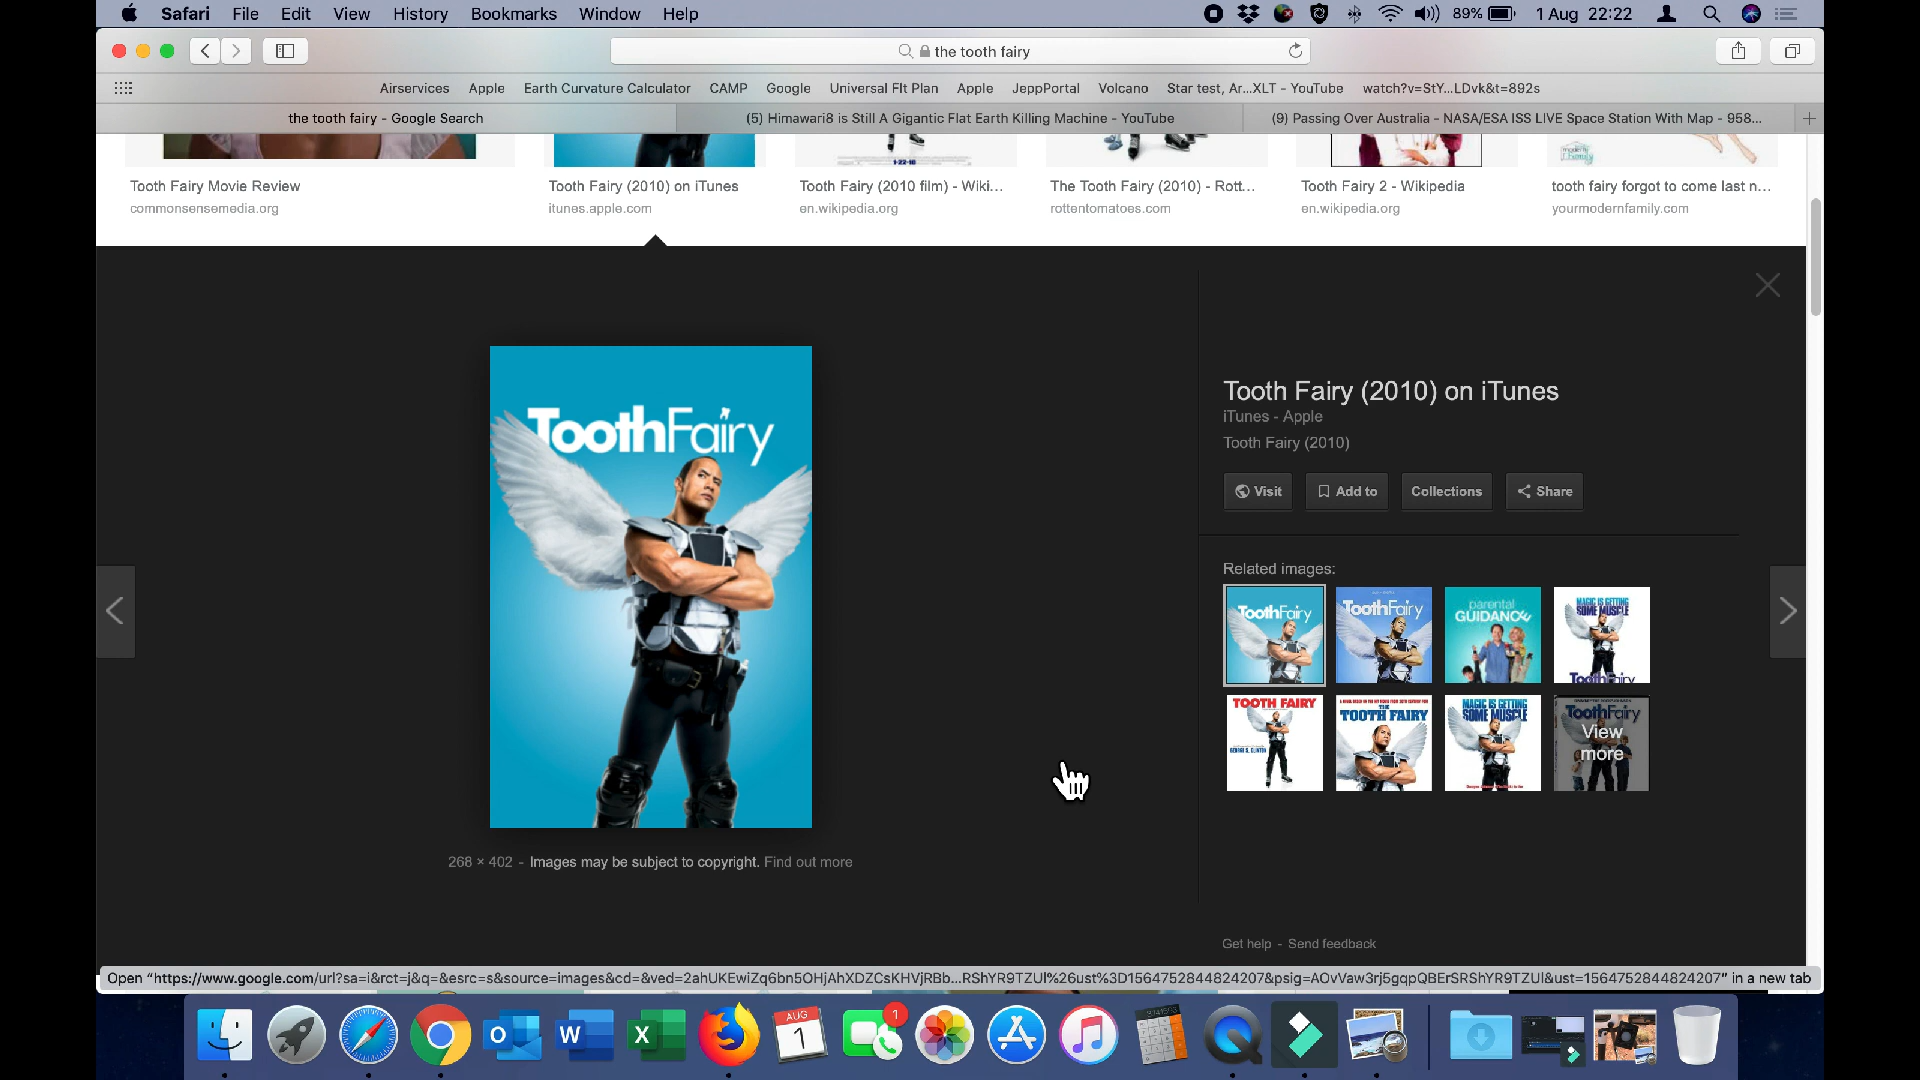 Safari File Edit View History Bookmarks Window Help 89% 1 Aug 22:22
the tooth fairy
Airservices Apple Earth Curvature Calculator CAMP Google Universal Flt Plan Apple JeppPortal Volcano Star test, Ar...XLT - YouTube watch?v=StY...LDvk&t=892s
the tooth fairy - Google Search (5) Himawari8 is Still A Gigantic Flat Earth Killing Machine - YouTube (9) Passing Over Australia - NASA/ESA ISS LIVE Space Station With Map - 958...
1-22-10
Tooth Fairy Movie Review Tooth Fairy (2010) on iTunes Tooth Fairy (2010 film) - Wiki... The Tooth Fairy (2010) - Rott... Tooth Fairy 2 - Wikipedia tooth fairy forgot to come last n...
commonsensemedia.org itunes.apple.com en.wikipedia.org rottentomatoes.com en.wikipedia.org yourmodernfamily.com
ToothFairy
268 × 402 - Images may be subject to copyright. Find out more
Tooth Fairy (2010) on iTunes
iTunes - Apple
Tooth Fairy (2010)
Visit Add to Collections Share
Related images:
ToothFairy
ToothFairy
parental
GUIDANCE
MAGIC IS GETTING
SOME MUSCLE
ToothFairy
TOOTH FAIRY
THE
TOOTH FAIRY
MAGIC IS GETTING
SOME MUSCLE
ToothFairy
View
more
Get help - Send feedback
Open “https://www.google.com/url?sa=i&rct=j&q=&esrc=s&source=images&cd=&ved=2ahUKEwiZq6bn5OHjAhXDZCsKHVjRBb...RShYR9TZUl%26ust%3D1564752844824207&psig=AOvVaw3rj5gqpQBErSRShYR9TZUl&ust=1564752844824207” in a new tab
AUG
1
1
O
W
X